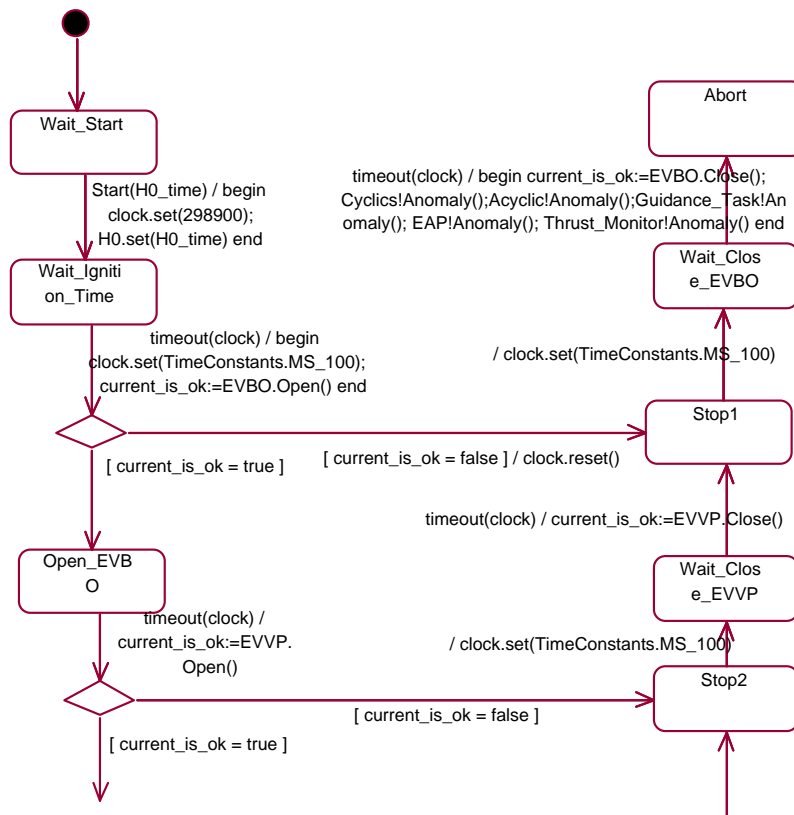 Wait_Start
Start(H0_time) / begin
clock.set(298900);
H0.set(H0_time) end
Wait_Igniti
on_Time
timeout(clock) / begin
clock.set(TimeConstants.MS_100);
current_is_ok:=EVBO.Open() end
[ current_is_ok = true ]
[ current_is_ok = false ] / clock.reset()
Open_EVB
O
timeout(clock) /
current_is_ok:=EVVP.
Open()
[ current_is_ok = true ]
[ current_is_ok = false ]
Abort
timeout(clock) / begin current_is_ok:=EVBO.Close();
Cyclics!Anomaly();Acyclic!Anomaly();Guidance_Task!An
omaly(); EAP!Anomaly(); Thrust_Monitor!Anomaly() end
Wait_Clos
e_EVBO
/ clock.set(TimeConstants.MS_100)
Stop1
timeout(clock) / current_is_ok:=EVVP.Close()
Wait_Clos
e_EVVP
/ clock.set(TimeConstants.MS_100)
Stop2